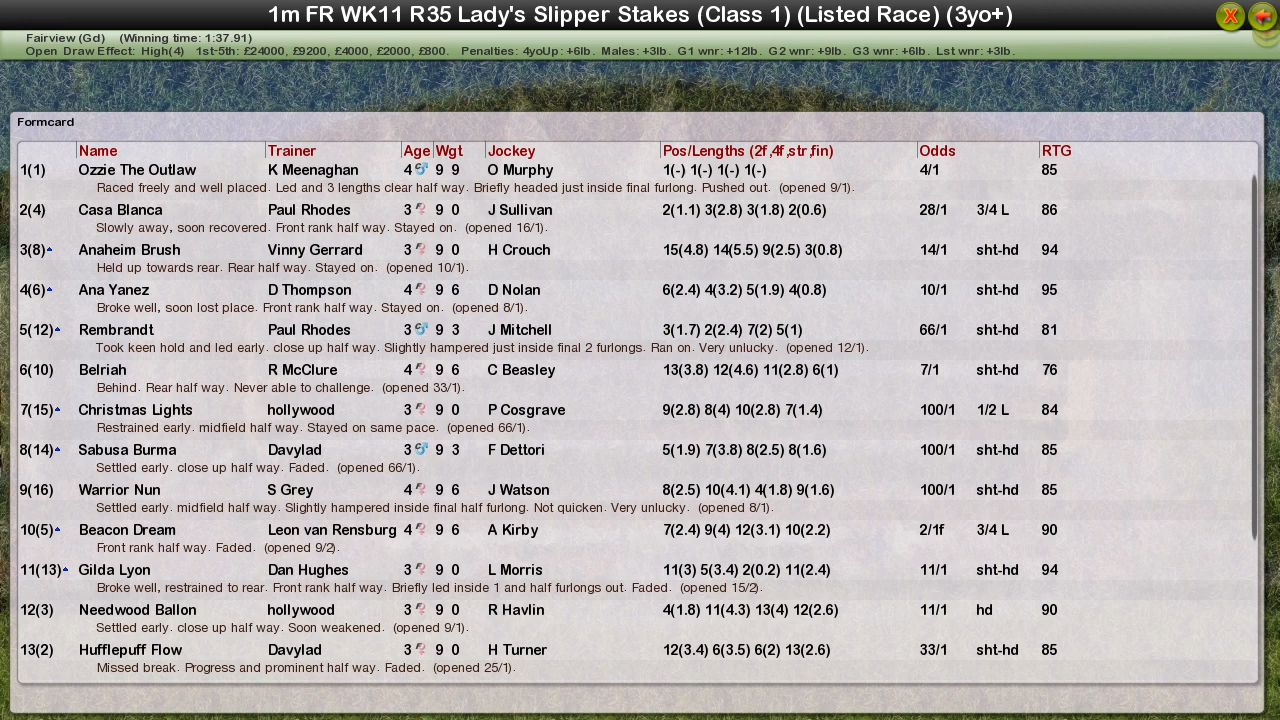 1m FR WK11 R35 Lady's Slipper Stakes (Class 1) (Listed Race) (3yo+)
Fairview (Gd) (Winning time: 1:37.91)
Open Draw Effect: High(4) 1st-5th: £24000, £9200, £4000, £2000, £800. Penalties: 4yoUp: +6lb. Males: +3lb. G1 wnr: +12lb. G2 wnr: +9lb. G3 wnr: +6lb. Lst wnr: +3lb.
Formcard
Name Trainer Age Wgt Jockey Pos/Lengths (2f,4f,str,fin) Odds RTG
1(1) Ozzie The Outlaw K Meenaghan 4 9 9 O Murphy 1(-) 1(-) 1(-) 1(-) 4/1 85
Raced freely and well placed. Led and 3 lengths clear half way. Briefly headed just inside final furlong. Pushed out. (opened 9/1).
2(4) Casa Blanca Paul Rhodes 3 9 0 J Sullivan 2(1.1) 3(2.8) 3(1.8) 2(0.6) 28/1 3/4 L 86
Slowly away, soon recovered. Front rank half way. Stayed on. (opened 16/1).
3(8) Anaheim Brush Vinny Gerrard 3 9 0 H Crouch 15(4.8) 14(5.5) 9(2.5) 3(0.8) 14/1 sht-hd 94
Held up towards rear. Rear half way. Stayed on. (opened 10/1).
4(6) Ana Yanez D Thompson 4 9 6 D Nolan 6(2.4) 4(3.2) 5(1.9) 4(0.8) 10/1 sht-hd 95
Broke well, soon lost place. Front rank half way. Stayed on. (opened 8/1).
5(12) Rembrandt Paul Rhodes 3 9 3 J Mitchell 3(1.7) 2(2.4) 7(2) 5(1) 66/1 sht-hd 81
Took keen hold and led early. close up half way. Slightly hampered just inside final 2 furlongs. Ran on. Very unlucky. (opened 12/1).
6(10) Belriah R McClure 4 9 6 C Beasley 13(3.8) 12(4.6) 11(2.8) 6(1) 7/1 sht-hd 76
Behind. Rear half way. Never able to challenge. (opened 33/1).
7(15) Christmas Lights hollywood 3 9 0 P Cosgrave 9(2.8) 8(4) 10(2.8) 7(1.4) 100/1 1/2 L 84
Restrained early. midfield half way. Stayed on same pace. (opened 66/1).
8(14) Sabusa Burma Davylad 3 9 3 F Dettori 5(1.9) 7(3.8) 8(2.5) 8(1.6) 100/1 sht-hd 85
Settled early. close up half way. Faded. (opened 66/1).
9(16) Warrior Nun S Grey 4 9 6 J Watson 8(2.5) 10(4.1) 4(1.8) 9(1.6) 100/1 sht-hd 85
Settled early. midfield half way. Slightly hampered inside final half furlong. Not quicken. Very unlucky. (opened 8/1).
10(5) Beacon Dream Leon van Rensburg 4 9 6 A Kirby 7(2.4) 9(4) 12(3.1) 10(2.2) 2/1f 3/4 L 90
Front rank half way. Faded. (opened 9/2).
11(13) Gilda Lyon Dan Hughes 3 9 0 L Morris 11(3) 5(3.4) 2(0.2) 11(2.4) 11/1 sht-hd 94
Broke well, restrained to rear. Front rank half way. Briefly led inside 1 and half furlongs out. Faded. (opened 15/2).
12(3) Needwood Ballon hollywood 3 9 0 R Havlin 4(1.8) 11(4.3) 13(4) 12(2.6) 11/1 hd 90
Settled early. close up half way. Soon weakened. (opened 9/1).
13(2) Hufflepuff Flow Davylad 3 9 0 H Turner 12(3.4) 6(3.5) 6(2) 13(2.6) 33/1 sht-hd 85
Missed break. Progress and prominent half way. Faded. (opened 25/1).